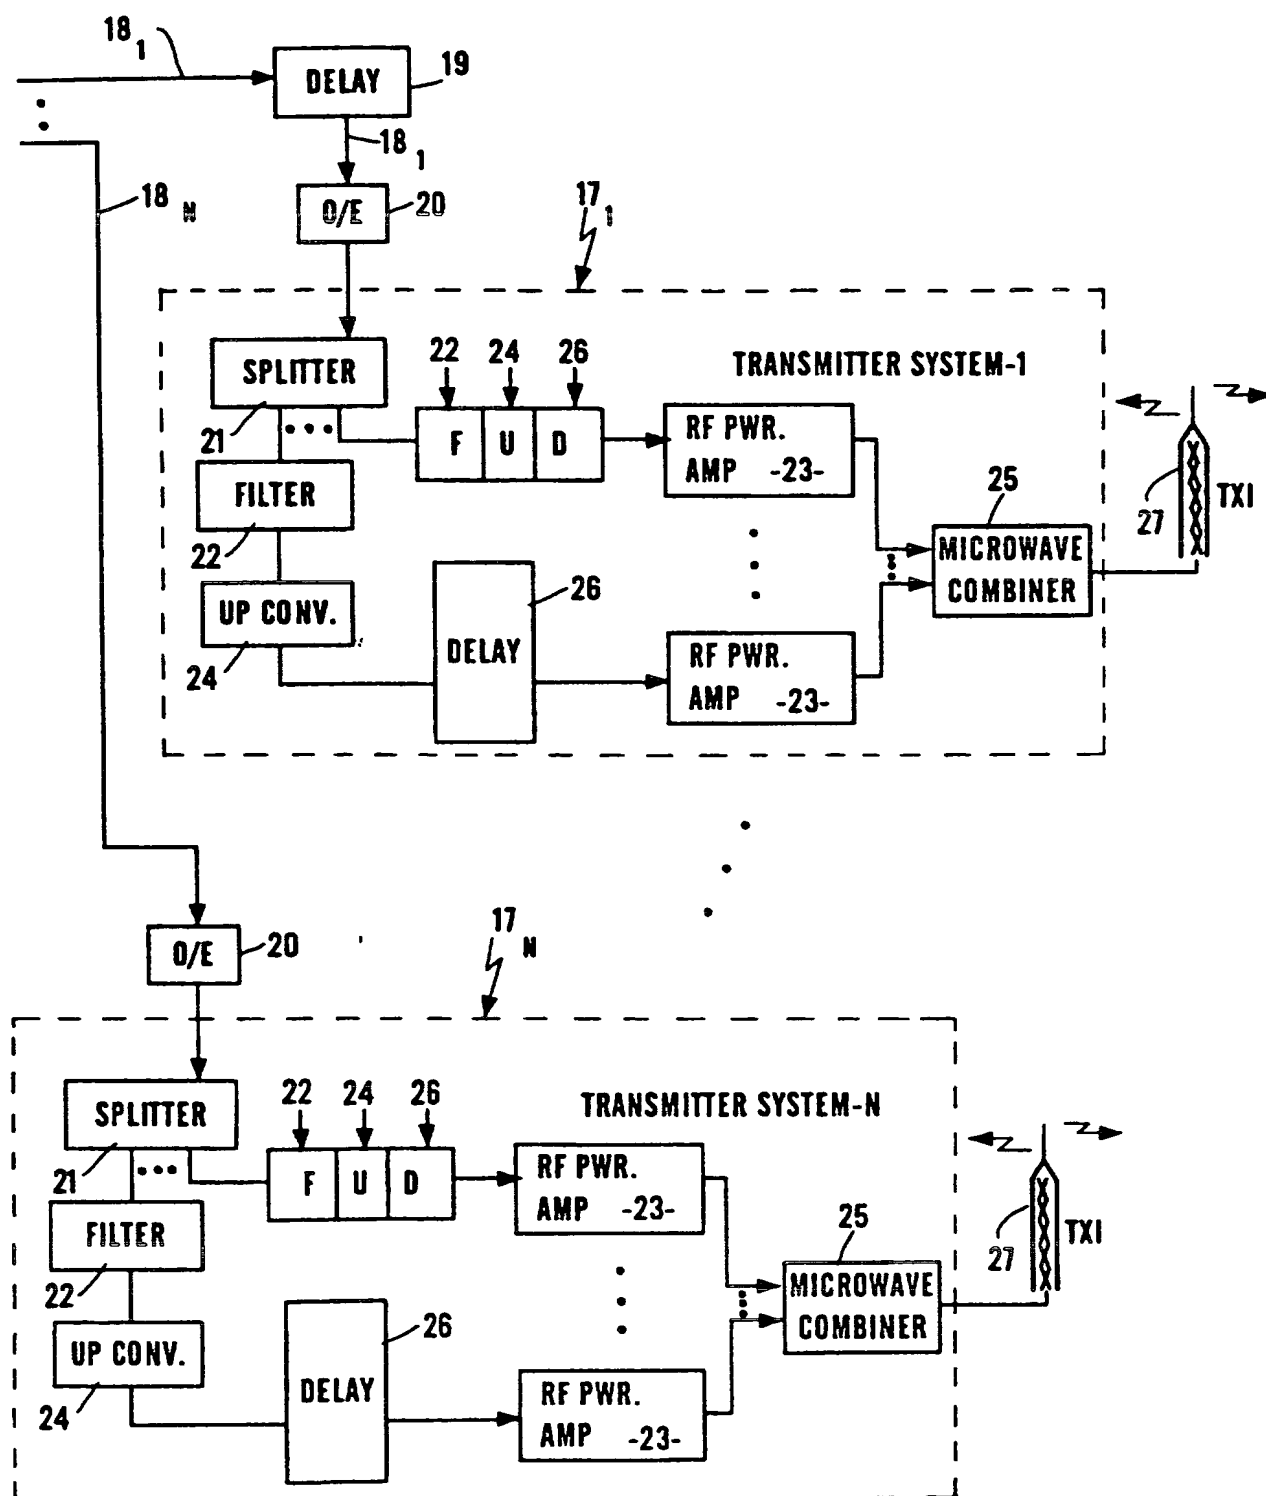 18 1
DELAY 19
18 1
18 N
O/E 20
17 1
SPLITTER
21
22 24 26
F U D
TRANSMITTER SYSTEM-1
RF PWR.
AMP -23-
FILTER
22
25
MICROWAVE
COMBINER
27 TX1
UP CONV.
24
26
DELAY
RF PWR.
AMP -23-
O/E 20
17 N
SPLITTER
21
22 24 26
F U D
TRANSMITTER SYSTEM-N
RF PWR.
AMP -23-
FILTER
22
25
MICROWAVE
COMBINER
27 TX1
UP CONV.
24
26
DELAY
RF PWR.
AMP -23-